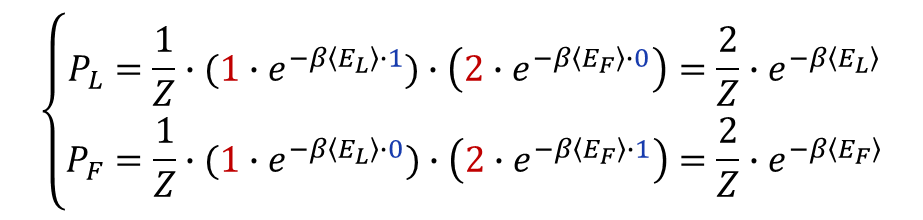 P_L = 1/Z · (1 · e^{−β⟨E_L⟩·1}) · (2 · e^{−β⟨E_F⟩·0}) = 2/Z · e^{−β⟨E_L⟩}
P_F = 1/Z · (1 · e^{−β⟨E_L⟩·0}) · (2 · e^{−β⟨E_F⟩·1}) = 2/Z · e^{−β⟨E_F⟩}